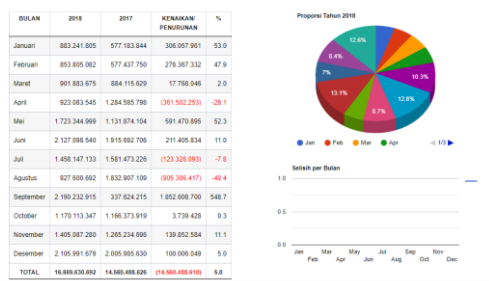 BULAN 2018 2017 KENAIKAN/ PENURUNAN %
Januari 883.241.805 577.183.844 306.057.961 53.0
Februari 853.805.082 577.437.750 276.367.332 47.9
Maret 901.883.675 884.115.629 17.768.046 2.0
April 923.083.545 1.284.585.798 (361.502.253) -28.1
Mei 1.723.344.999 1.131.874.104 591.470.895 52.3
Juni 2.127.098.540 1.915.692.706 211.405.834 11.0
Juli 1.458.147.133 1.581.473.226 (123.326.093) -7.8
Agustus 927.600.692 1.832.907.109 (905.306.417) -49.4
September 2.190.232.915 337.624.215 1.852.608.700 548.7
October 1.170.113.347 1.166.373.919 3.739.428 0.3
November 1.405.087.280 1.265.234.696 139.852.584 11.1
Desember 2.105.991.679 2.005.985.630 100.006.049 5.0
TOTAL 16.669.630.692 14.560.488.626 5.0
Proporsi Tahun 2018
12.6%
8.4%
7%
13.1%
8.7%
12.8%
10.3%
Jan Feb Mar Apr 1/3
Selisih per Bulan
1.0
0.5
0.0
Jan Mar May Jul Sep Nov
Feb Apr Jun Aug Oct Dec